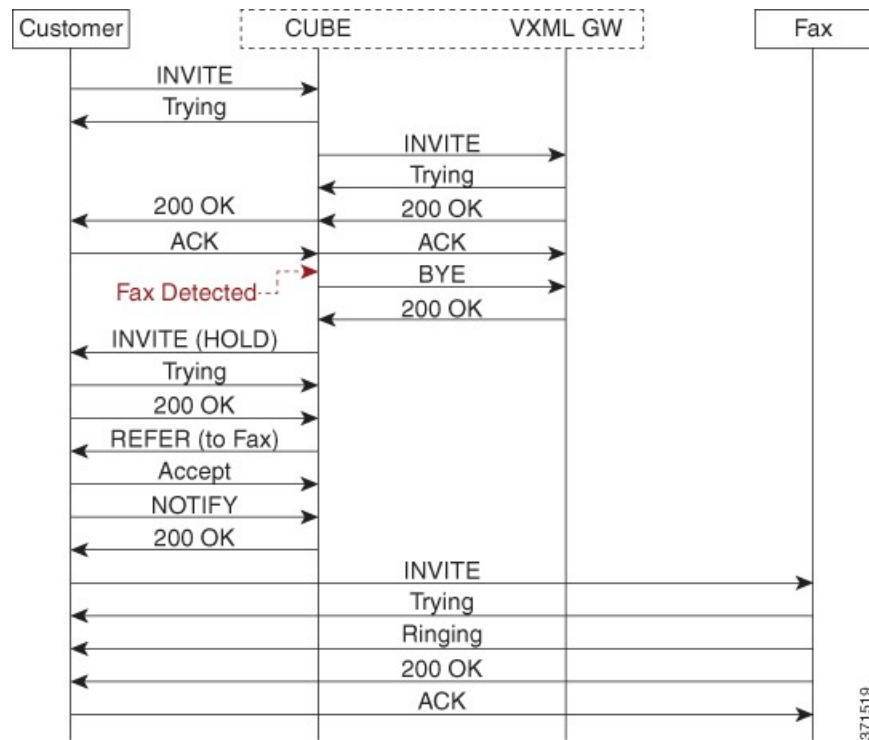 Customer
CUBE
VXML GW
Fax
INVITE
Trying
INVITE
Trying
200 OK
200 OK
ACK
ACK
Fax Detected
BYE
200 OK
INVITE (HOLD)
Trying
200 OK
REFER (to Fax)
Accept
NOTIFY
200 OK
INVITE
Trying
Ringing
200 OK
ACK
371519